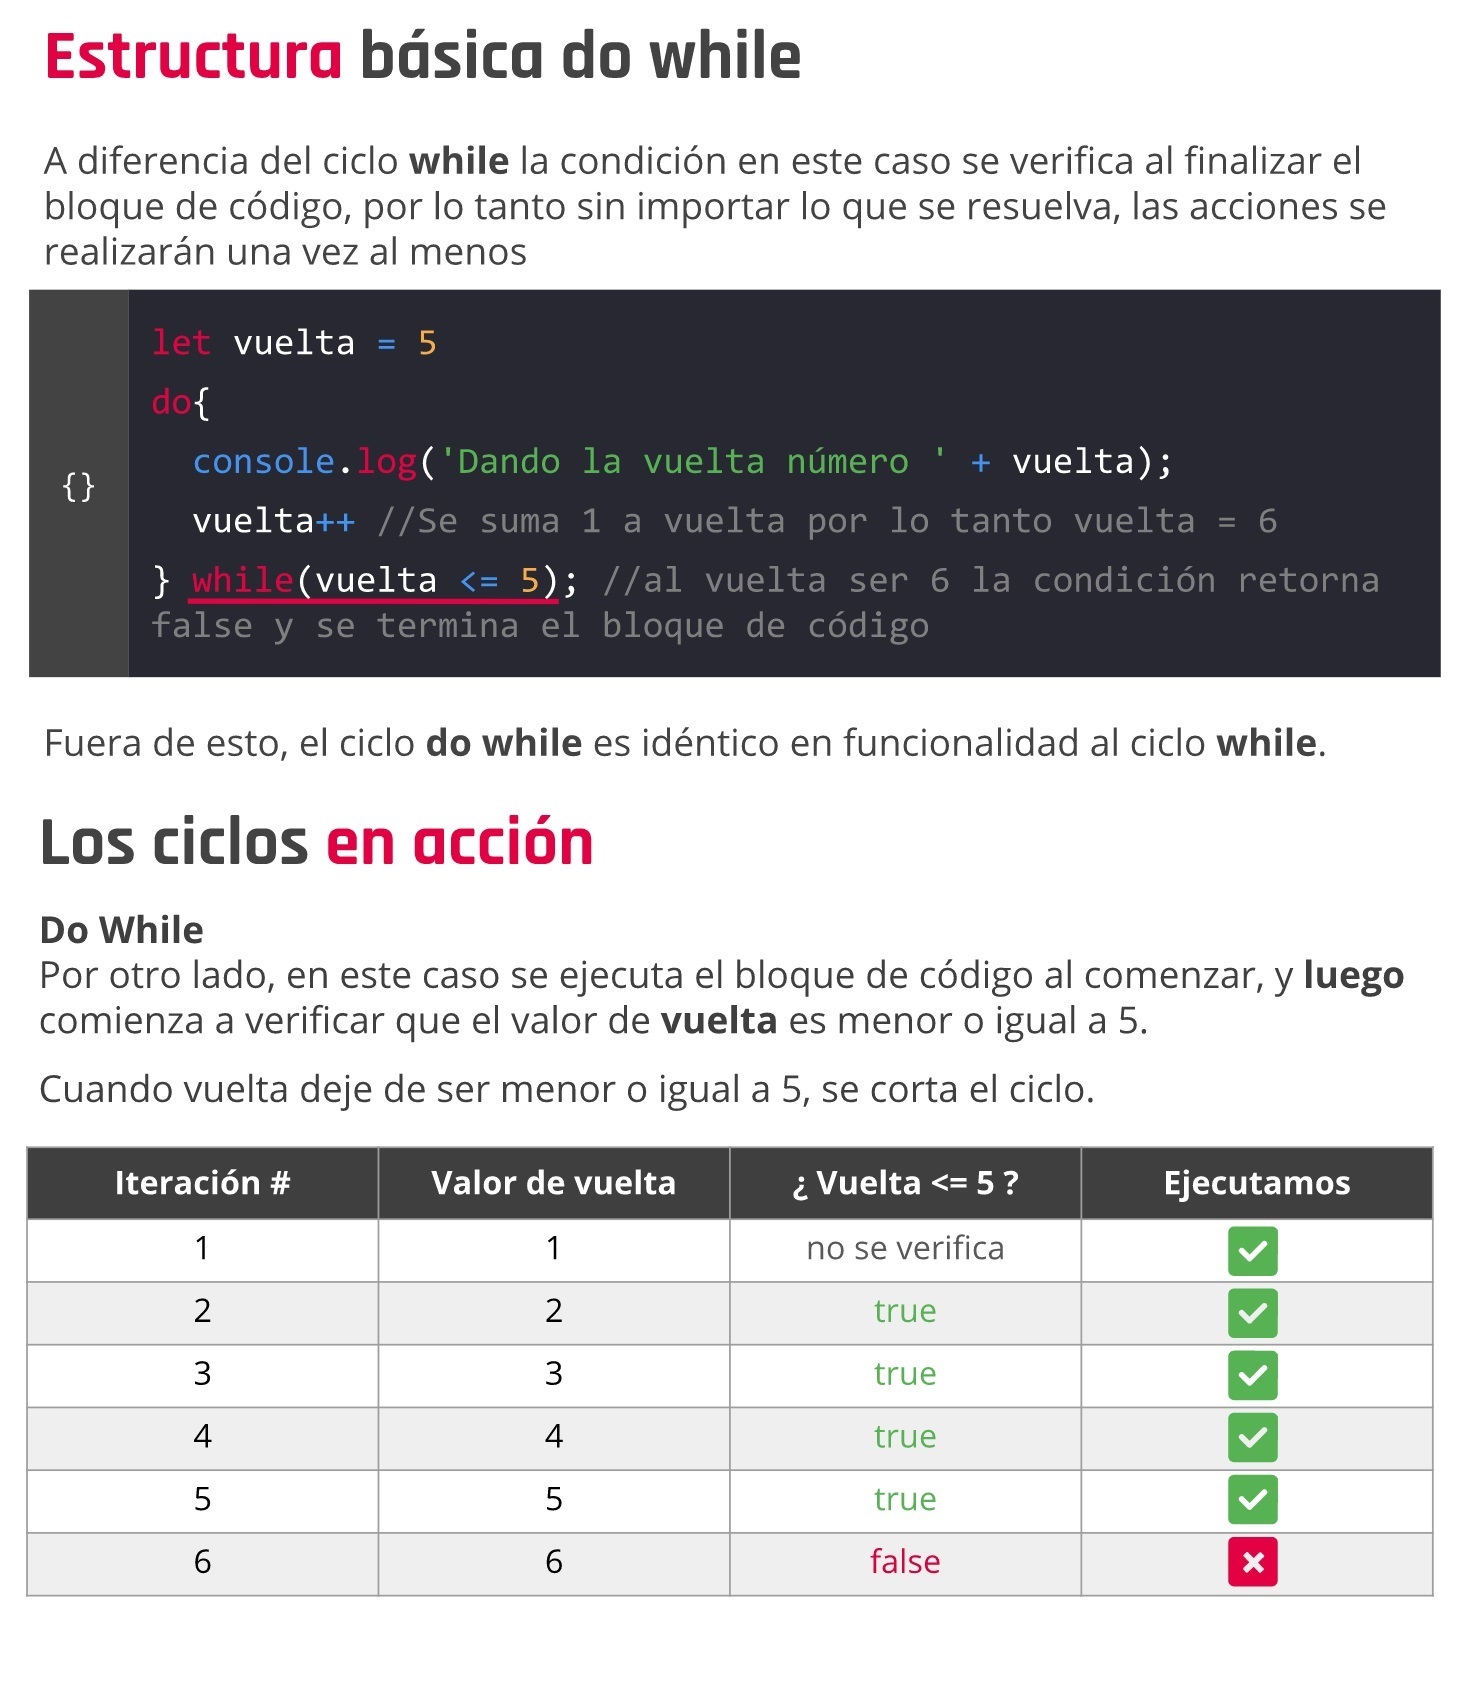 Estructura básica do while
A diferencia del ciclo while la condición en este caso se verifica al finalizar el
bloque de código, por lo tanto sin importar lo que se resuelva, las acciones se
realizarán una vez al menos
{}
let vuelta = 5
do{
console.log('Dando la vuelta número ' + vuelta);
vuelta++ //Se suma 1 a vuelta por lo tanto vuelta = 6
} while(vuelta <= 5); //al vuelta ser 6 la condición retorna
false y se termina el bloque de código
Fuera de esto, el ciclo do while es idéntico en funcionalidad al ciclo while.
Los ciclos en acción
Do While
Por otro lado, en este caso se ejecuta el bloque de código al comenzar, y luego
comienza a verificar que el valor de vuelta es menor o igual a 5.
Cuando vuelta deje de ser menor o igual a 5, se corta el ciclo.
Iteración # Valor de vuelta ¿ Vuelta <= 5 ? Ejecutamos
1 1 no se verifica
2 2 true
3 3 true
4 4 true
5 5 true
6 6 false